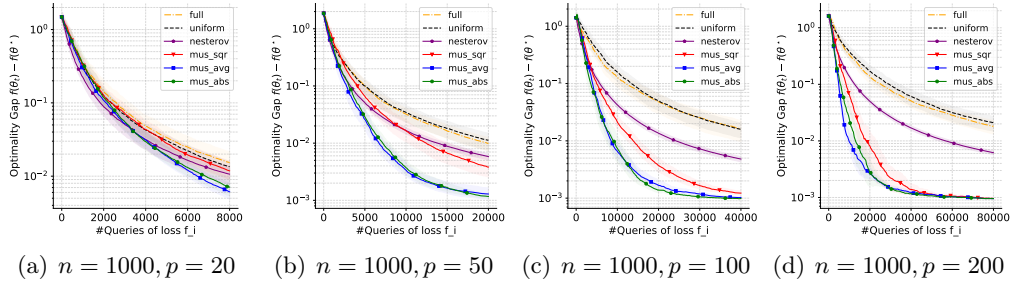 Optimality Gap f(θ_t) − f(θ*)
10^0
10^-1
10^-2
0 2000 4000 6000 8000
#Queries of loss f_i
full
uniform
nesterov
mus_sqr
mus_avg
mus_abs
(a) n = 1000, p = 20
Optimality Gap f(θ_t) − f(θ*)
10^0
10^-1
10^-2
10^-3
0 5000 10000 15000 20000
#Queries of loss f_i
full
uniform
nesterov
mus_sqr
mus_avg
mus_abs
(b) n = 1000, p = 50
Optimality Gap f(θ_t) − f(θ*)
10^0
10^-1
10^-2
10^-3
0 10000 20000 30000 40000
#Queries of loss f_i
full
uniform
nesterov
mus_sqr
mus_avg
mus_abs
(c) n = 1000, p = 100
Optimality Gap f(θ_t) − f(θ*)
10^0
10^-1
10^-2
10^-3
0 20000 40000 60000 80000
#Queries of loss f_i
full
uniform
nesterov
mus_sqr
mus_avg
mus_abs
(d) n = 1000, p = 200